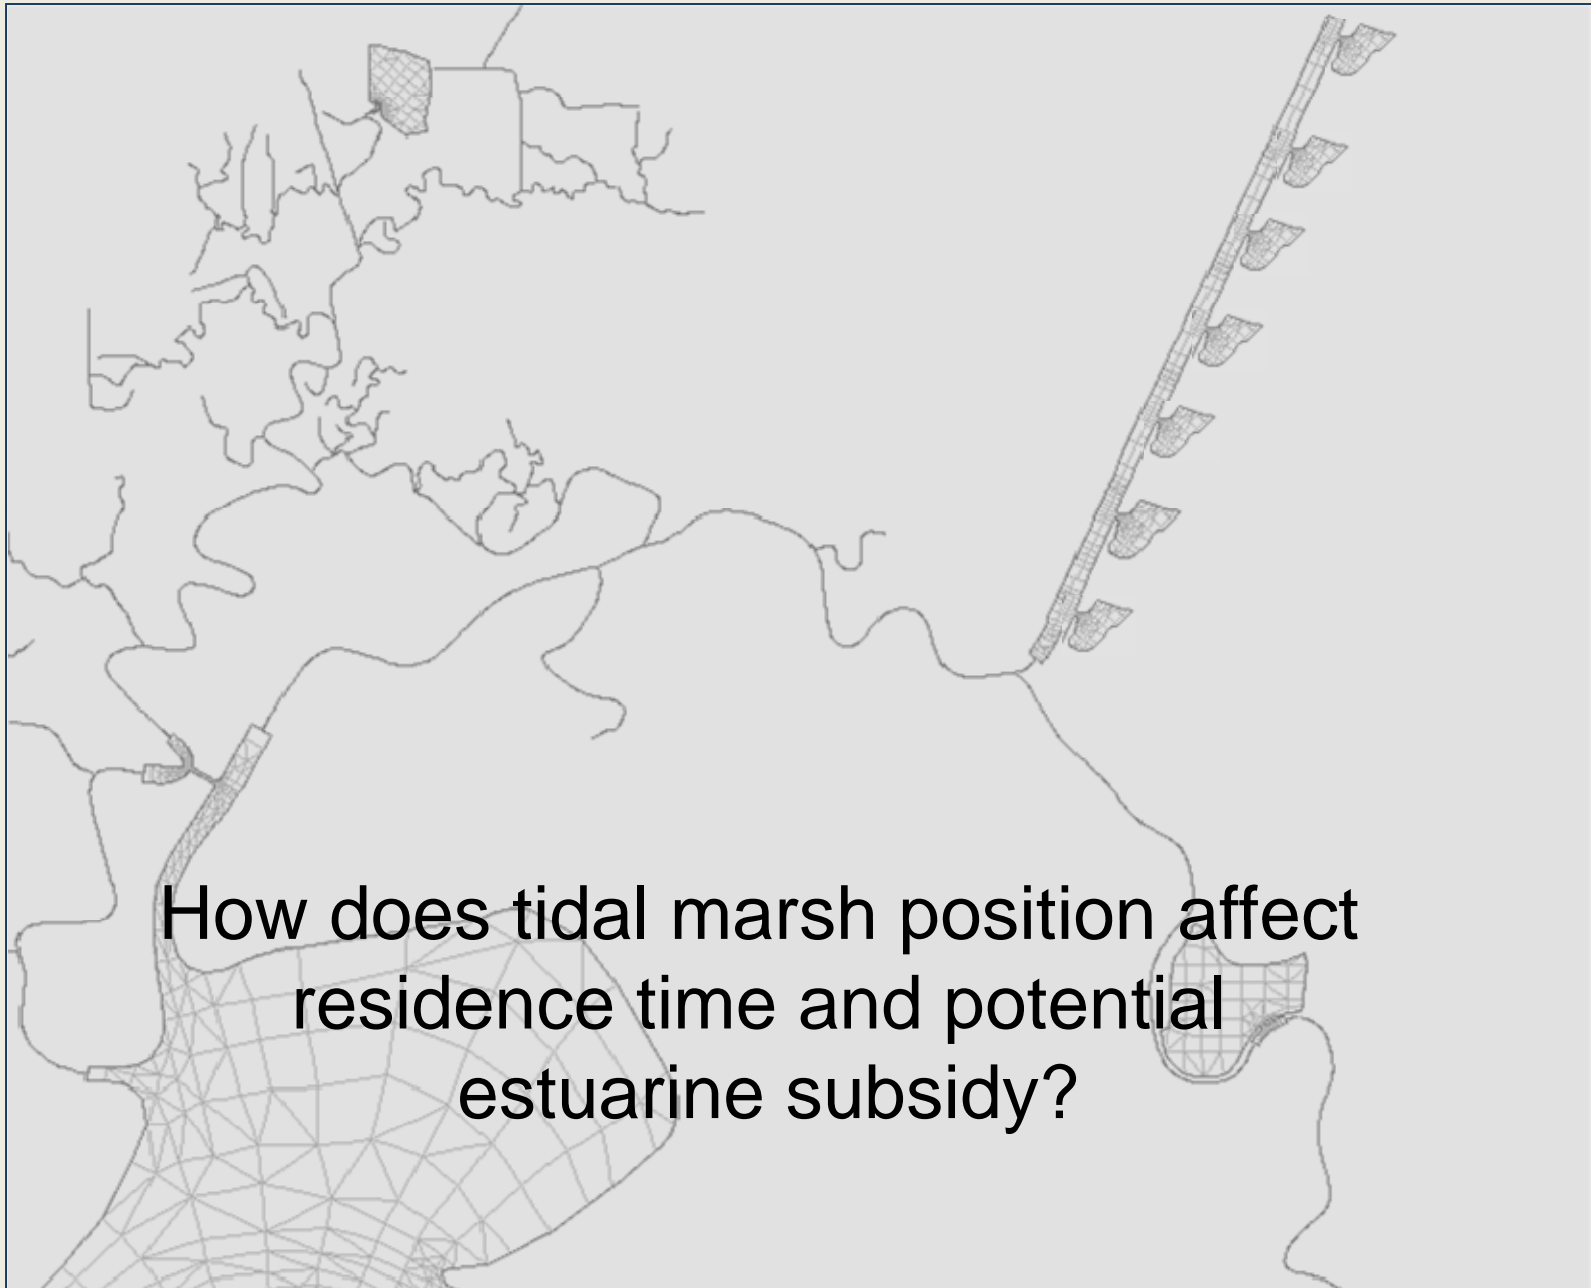 How does tidal marsh position affect
residence time and potential
estuarine subsidy?